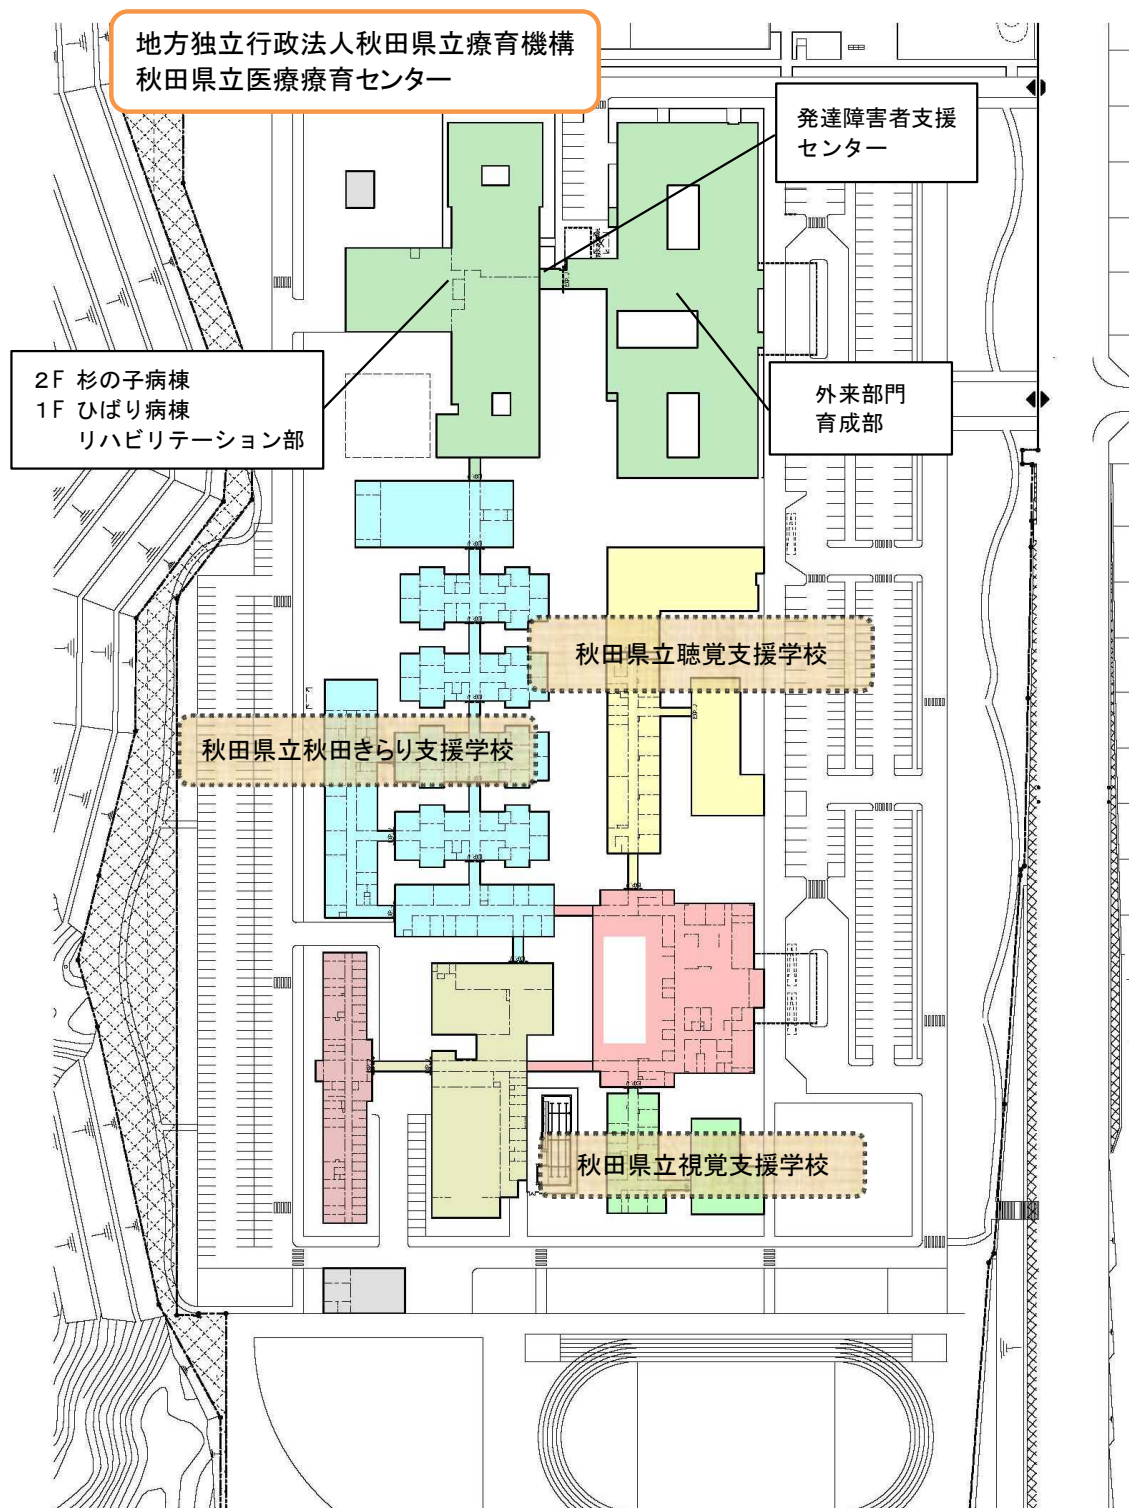 地方独立行政法人秋田県立療育機構
秋田県立医療療育センター
発達障害者支援
センター
2F 杉の子病棟
1F ひばり病棟
リハビリテーション部
外来部門
育成部
秋田県立聴覚支援学校
秋田県立秋田きらり支援学校
秋田県立視覚支援学校